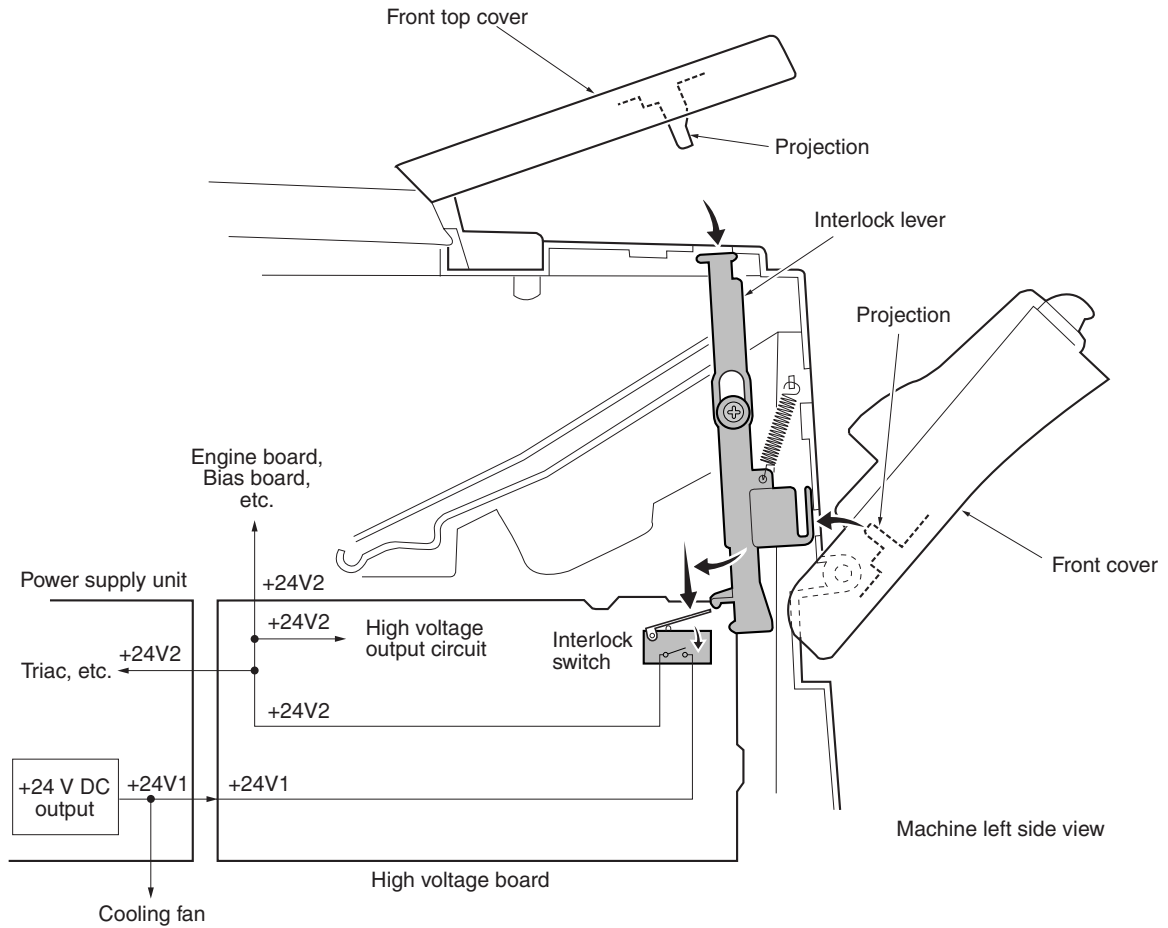 Front top cover
Projection
Interlock lever
Projection
Engine board,
Bias board,
etc.
Front cover
Power supply unit
+24V2
+24V2
High voltage
output circuit
Interlock
switch
+24V2
Triac, etc.
+24V2
+24 V DC
output
+24V1
+24V1
Machine left side view
High voltage board
Cooling fan